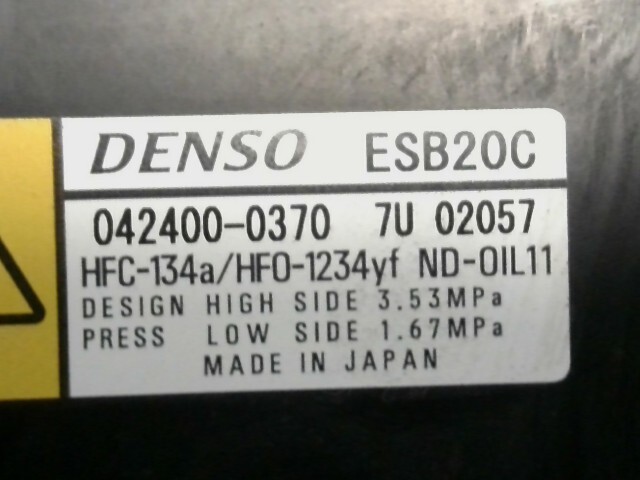 DENSO ESB20C
042400-0370 7U 02057
HFC-134a/HFO-1234yf ND-OIL11
DESIGN HIGH SIDE 3.53MPa
PRESS LOW SIDE 1.67MPa
MADE IN JAPAN